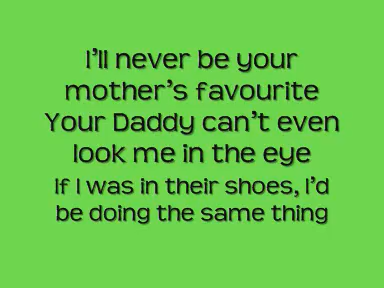 I'll never be your
mother's favourite
Your Daddy can't even
look me in the eye
If I was in their shoes, I'd
be doing the same thing